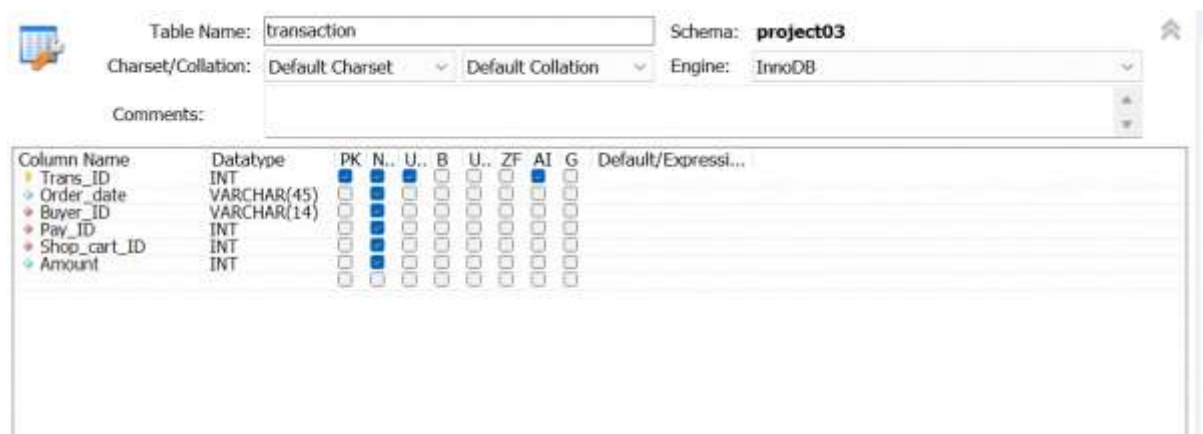 Table Name: transaction Schema: project03
Charset/Collation: Default Charset Default Collation Engine: InnoDB
Comments:
Column Name Datatype PK N.. U.. B U.. ZF AI G Default/Expressi...
Trans_ID INT
Order_date VARCHAR(45)
Buyer_ID VARCHAR(14)
Pay_ID INT
Shop_cart_ID INT
Amount INT